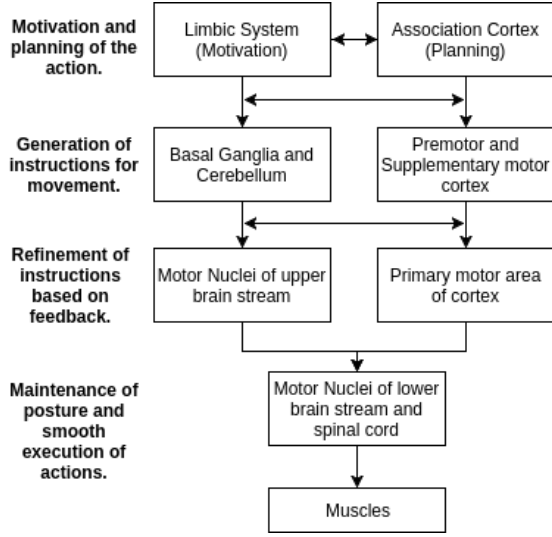 Motivation and
planning of the
action.
Limbic System
(Motivation)
Association Cortex
(Planning)
Generation of
instructions for
movement.
Basal Ganglia and
Cerebellum
Premotor and
Supplementary motor
cortex
Refinement of
instructions
based on
feedback.
Motor Nuclei of upper
brain stream
Primary motor area
of cortex
Maintenance of
posture and
smooth
execution of
actions.
Motor Nuclei of lower
brain stream and
spinal cord
Muscles